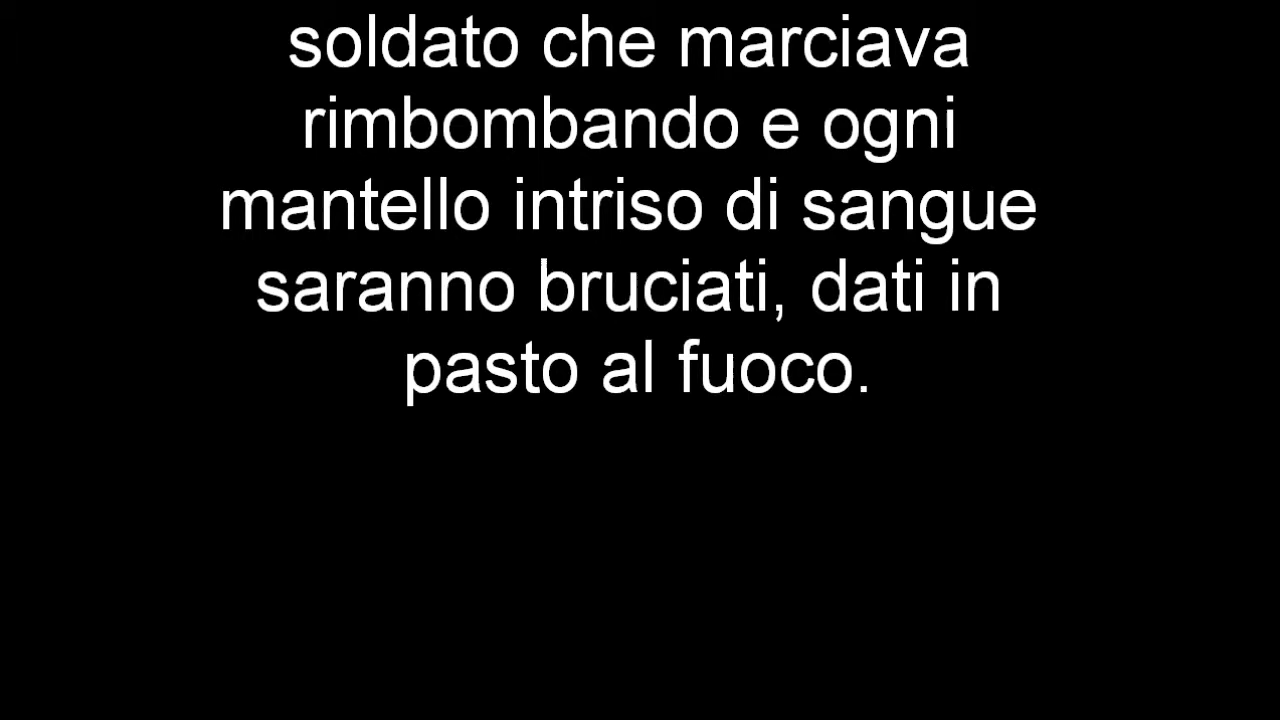 soldato che marciava
rimbombando e ogni
mantello intriso di sangue
saranno bruciati, dati in
pasto al fuoco.